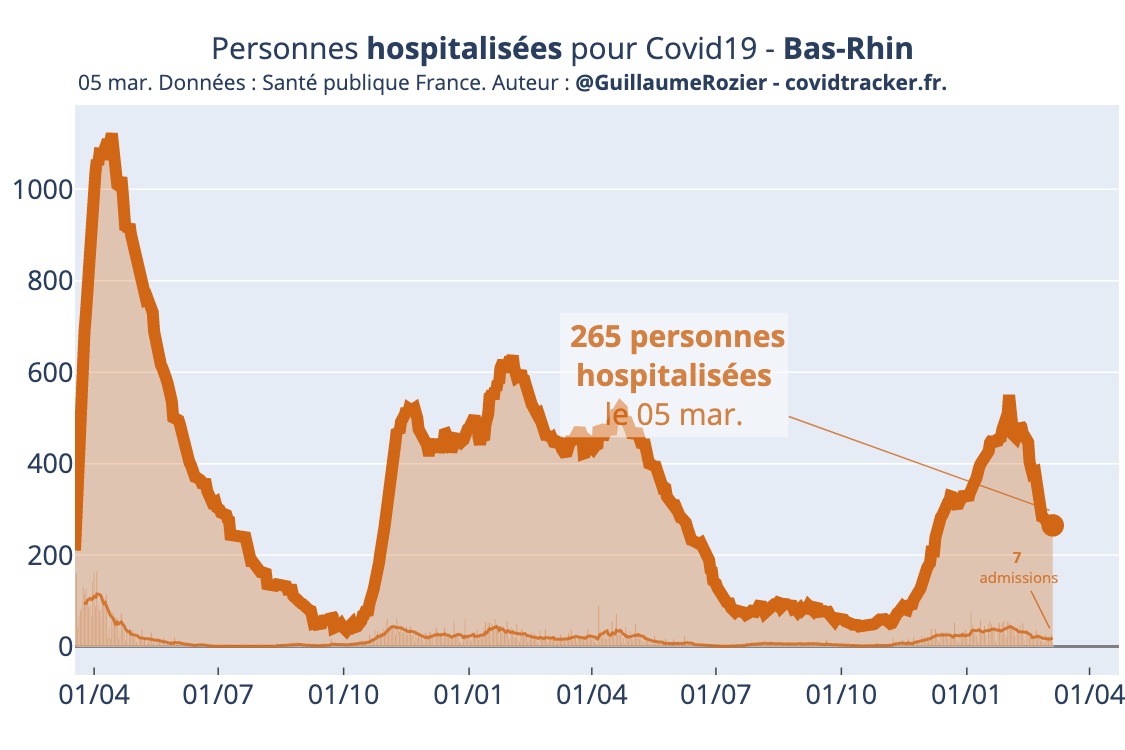 Personnes hospitalisées pour Covid19 - Bas-Rhin
05 mar. Données : Santé publique France. Auteur : @GuillaumeRozier - covidtracker.fr.
1000
800
600
400
200
0
265 personnes
hospitalisées
le 05 mar.
7
admissions
01/04 01/07 01/10 01/01 01/04 01/07 01/10 01/01 01/04